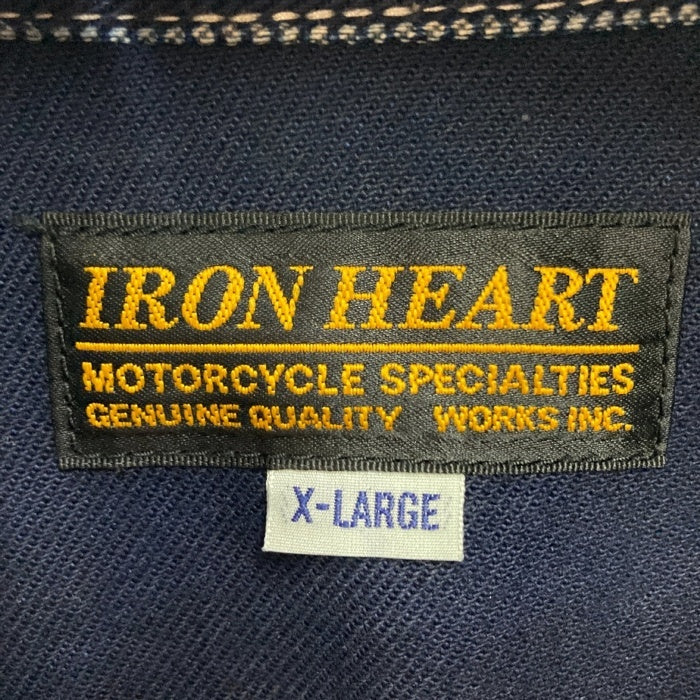 IRON HEART
MOTORCYCLE SPECIALTIES
GENUINE QUALITY WORKS INC.
X-LARGE